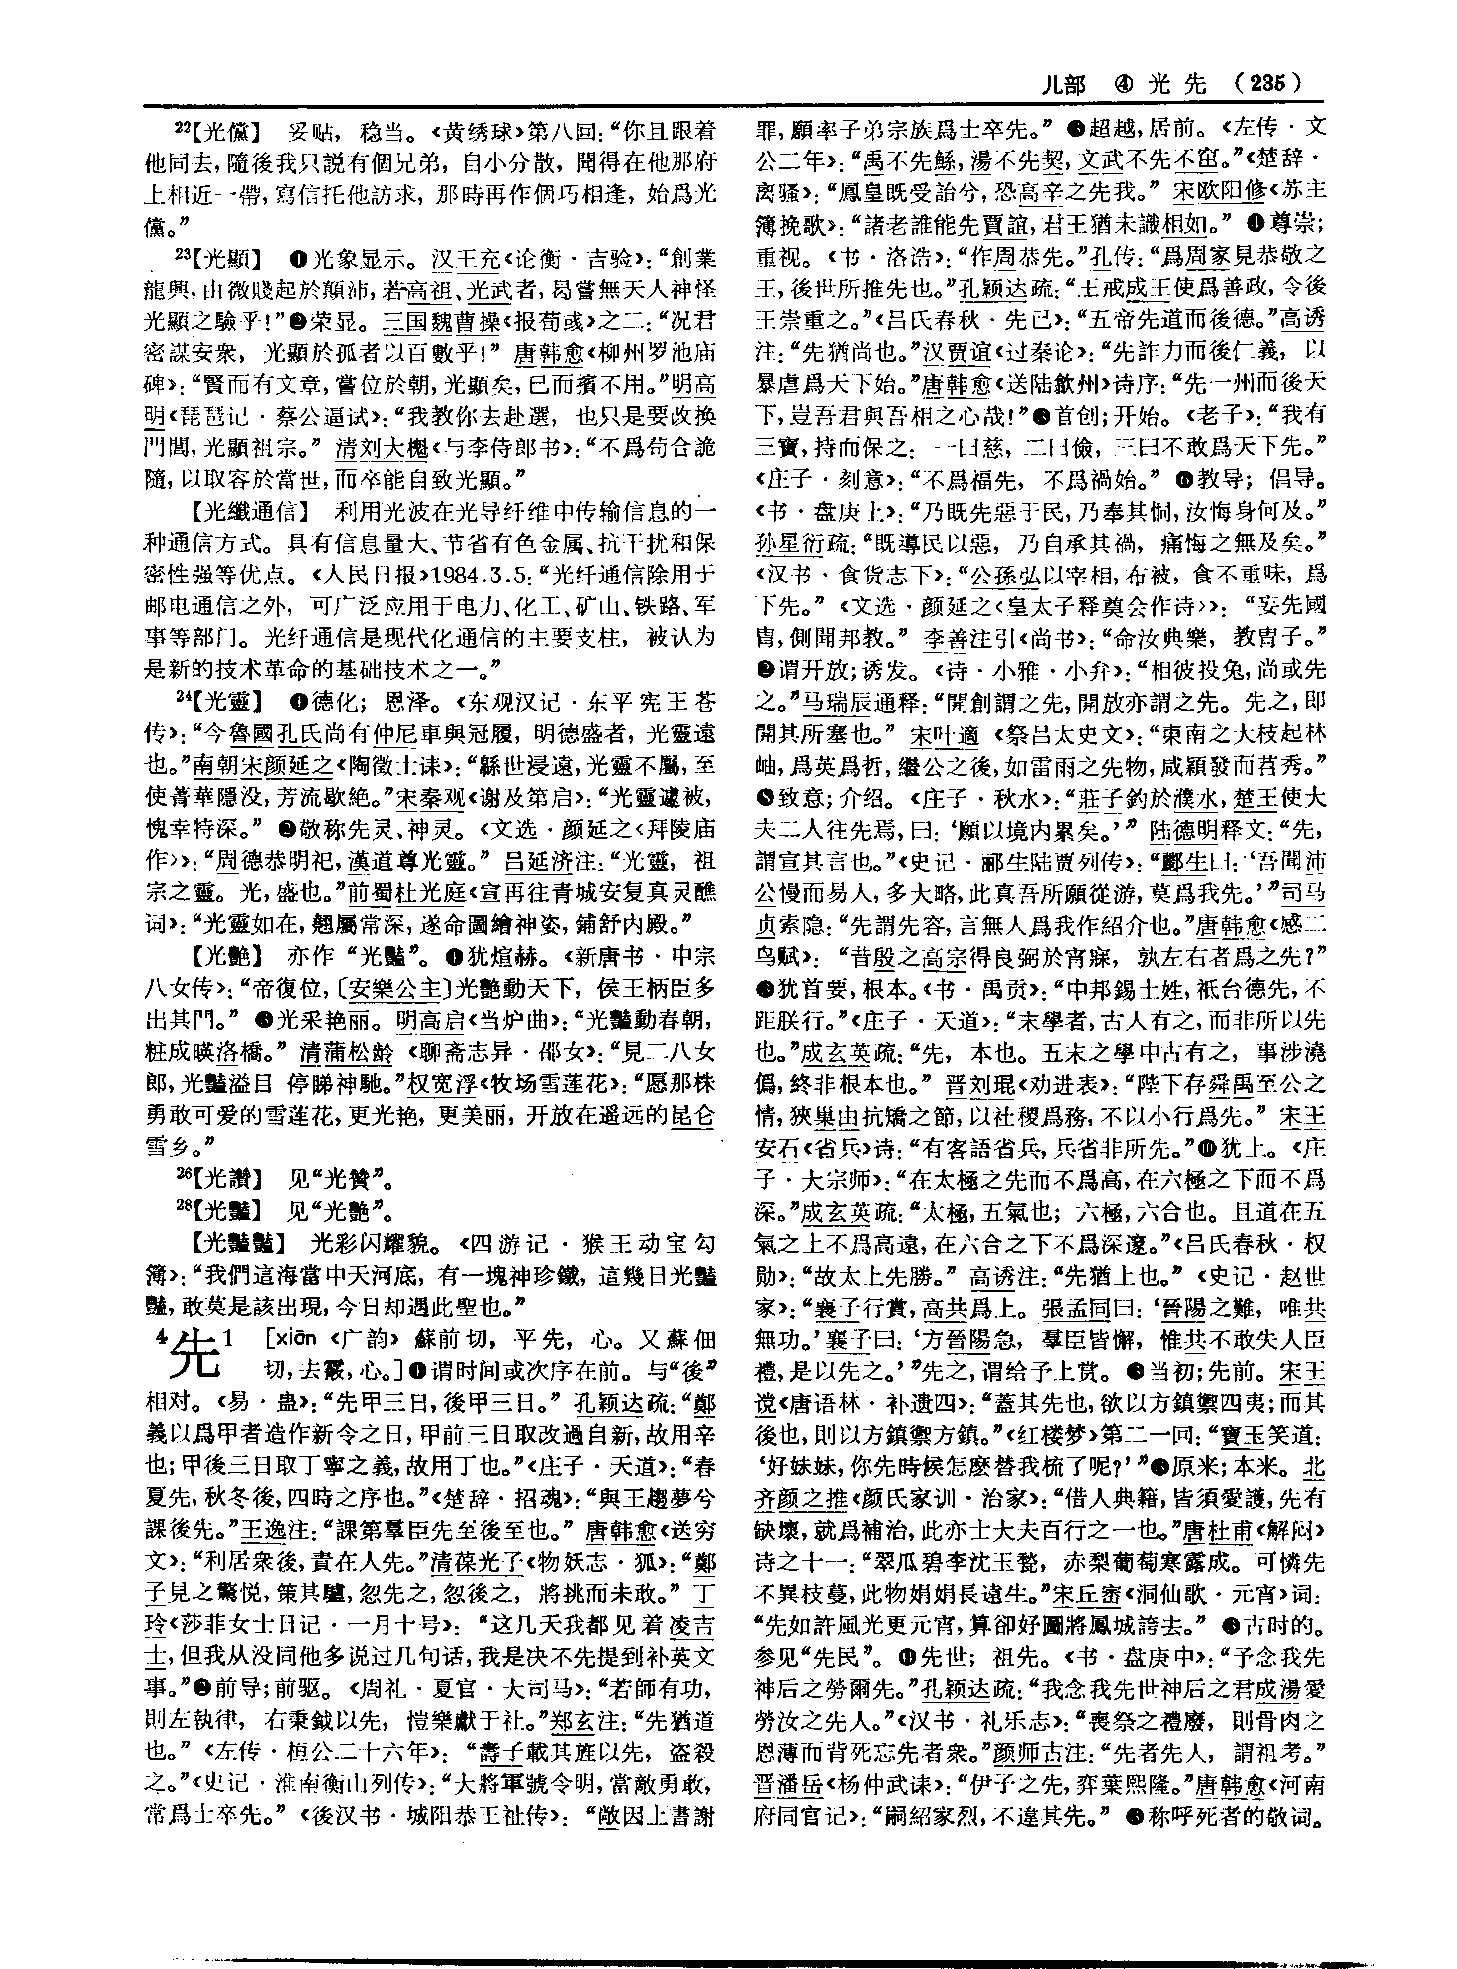 儿部 ④ 光 先 (235)
22【光儻】 妥贴，稳当。《黄绣球》第八回：“你且跟着
他同去，隨後我只説有個兄弟，自小分散，聞得在他那府
上相近一帶，寫信托他訪求，那時再作個巧相逢，始爲光
儻。”
23【光顯】 ❶光象显示。汉王充《论衡·吉验》：“創業
龍興，由微賤起於顛沛，若高祖、光武者，曷嘗無天人神怪
光顯之驗乎！”❷荣显。三国魏曹操《报荀彧》之二：“况君
密謀安衆，光顯於孤者以百數乎！” 唐韩愈《柳州罗池庙
碑》：“賢而有文章，嘗位於朝，光顯矣，已而擯不用。”明高
明《琵琶记·蔡公逼试》：“我教你去赴選，也只是要改换
門閭，光顯祖宗。” 清刘大櫆《与李侍郎书》：“不爲苟合詭
隨，以取容於當世，而卒能自致光顯。”
【光纖通信】 利用光波在光导纤维中传输信息的一
种通信方式。具有信息量大、节省有色金属、抗干扰和保
密性强等优点。《人民日报》1984.3.5：“光纤通信除用于
邮电通信之外，可广泛应用于电力、化工、矿山、铁路、军
事等部门。光纤通信是现代化通信的主要支柱，被认为
是新的技术革命的基础技术之一。”
24【光靈】 ❶德化；恩泽。《东观汉记·东平宪王苍
传》：“今魯國孔氏尚有仲尼車輿冠履，明德盛者，光靈遠
也。”南朝宋颜延之《陶徵士诔》：“緜世浸遠，光靈不屬，至
使菁華隱没，芳流歇絶。”宋秦观《谢及第启》：“光靈遽被，
愧幸特深。” ❷敬称先灵、神灵。《文选·颜延之〈拜陵庙
作〉》：“周德恭明祀，漢道尊光靈。” 吕延济注：“光靈，祖
宗之靈。光，盛也。”前蜀杜光庭《宣再往青城安复真灵醮
词》：“光靈如在，翹屬常深，遂命圖繪神姿，鋪舒内殿。”
【光艷】 亦作“光豔”。❶犹煊赫。《新唐书·中宗
八女传》：“帝復位，〔安樂公主〕光艷動天下，侯王柄臣多
出其門。” ❷光采艳丽。明高启《当炉曲》：“光豔動春朝，
粧成暎洛橋。” 清蒲松龄《聊斋志异·邵女》：“見二八女
郎，光豔溢目 停睇神馳。”权宽浮《牧场雪莲花》：“愿那株
勇敢可爱的雪莲花，更光艳，更美丽，开放在遥远的昆仑
雪乡。”
26【光讚】 见“光贊”。
28【光豔】 见“光艷”。
【光豔豔】 光彩闪耀貌。《四游记·猴王勋宝勾
簿》：“我們這海當中天河底，有一塊神珍鐵，這幾日光豔
豔，敢莫是該出現，今日却遇此聖也。”
4先1 [xiān《广韵》蘇前切，平先，心。又蘇佃
切，去霰，心。]❶谓时间或次序在前。与“後”
相对。《易·蛊》：“先甲三日，後甲三日。” 孔颖达疏：“鄭
義以爲甲者造作新令之日，甲前三日取改過自新，故用辛
也；甲後三日取丁寧之義，故用丁也。”《庄子·天道》：“春
夏先，秋冬後，四時之序也。”《楚辞·招魂》：“與王趨夢兮
課後先。”王逸注：“課第羣臣先至後至也。” 唐韩愈《送穷
文》：“利居衆後，責在人先。”清葆光子《物妖志·狐》：“鄭
子見之驚悦，策其驢，忽先之，忽後之，將挑而未敢。” 丁
玲《莎菲女士日记·一月十号》：“这几天我都见着凌吉
士，但我从没同他多说过几句话，我是决不先提到补英文
事。”❷前导；前驱。《周礼·夏官·大司马》：“若師有功，
則左執律，右秉鉞以先，愷樂獻于社。”郑玄注：“先猶道
也。”《左传·桓公二十六年》：“壽子載其旌以先，盜殺
之。”《史记·淮南衡山列传》：“大將軍號令明，當敵勇敢，
常爲士卒先。”《後汉书·城阳恭王祉传》：“敞因上書謝
罪，願率子弟宗族爲士卒先。” ❸超越，居前。《左传·文
公二年》：“禹不先鯀，湯不先契，文武不先不窋。”《楚辞·
离骚》：“鳳皇既受詒兮，恐高辛之先我。” 宋欧阳修《苏主
簿挽歌》：“諸老誰能先賈誼，君王猶未識相如。” ❹尊崇；
重视。《书·洛诰》：“作周恭先。”孔传：“爲周家見恭敬之
王，後世所推先也。”孔颖达疏：“王戒成王使爲善政，令後
王崇重之。”《吕氏春秋·先己》：“五帝先道而後德。”高诱
注：“先猶尚也。”汉贾谊《过秦论》：“先詐力而後仁義，以
暴虐爲天下始。”唐韩愈《送陆歙州》诗序：“先一州而後天
下，豈吾君與吾相之心哉！”❺首创；开始。《老子》：“我有
三寶，持而保之：一曰慈，二曰儉，三曰不敢爲天下先。”
《庄子·刻意》：“不爲福先，不爲禍始。” ❻教导；倡导。
《书·盘庚上》：“乃既先惡于民，乃奉其恫，汝悔身何及。”
孙星衍疏：“既導民以惡，乃自承其禍，痛悔之無及矣。”
《汉书·食货志下》：“公孫弘以宰相，布被，食不重味，爲
下先。”《文选·颜延之〈皇太子释奠会作诗〉》：“妄先國
胄，側聞邦教。” 李善注引《尚书》：“命汝典樂，教胄子。”
❼谓开放；诱发。《诗·小雅·小弁》：“相彼投兔，尚或先
之。”马瑞辰通释：“開創謂之先，開放亦謂之先。先之，即
開其所塞也。” 宋叶適《祭吕太史文》：“東南之大枝起林
岫，爲英爲哲，繼公之後，如雷雨之先物，咸穎發而苕秀。”
❽致意；介绍。《庄子·秋水》：“莊子釣於濮水，楚王使大
夫二人往先焉，曰：‘願以境内累矣。’” 陆德明释文：“先，
謂宣其言也。”《史记·郦生陆贾列传》：“酈生曰：‘吾聞沛
公慢而易人，多大略，此真吾所願從游，莫爲我先。’”司马
贞索隐：“先謂先容，言無人爲我作紹介也。”唐韩愈《感二
鸟赋》：“昔殷之高宗得良弼於宵寐，孰左右者爲之先？”
❾犹首要，根本。《书·禹贡》：“中邦錫土姓，祗台德先，不
距朕行。”《庄子·天道》：“末學者，古人有之，而非所以先
也。”成玄英疏：“先，本也。五末之學中古有之，事涉澆
僞，終非根本也。” 晋刘琨《劝进表》：“陛下存舜禹至公之
情，狹巢由抗矯之節，以社稷爲務，不以小行爲先。” 宋王
安石《省兵》诗：“有客語省兵，兵省非所先。”❿犹上。《庄
子·大宗师》：“在太極之先而不爲高，在六極之下而不爲
深。”成玄英疏：“太極，五氣也；六極，六合也。且道在五
氣之上不爲高遠，在六合之下不爲深邃。”《吕氏春秋·权
勋》：“故太上先勝。” 高诱注：“先猶上也。”《史记·赵世
家》：“襄子行賞，高共爲上。張孟同曰：‘晉陽之難，唯共
無功。’襄子曰：‘方晉陽急，羣臣皆懈，惟共不敢失人臣
禮，是以先之。’”先之，谓给予上赏。⓫当初；先前。宋王
谠《唐语林·补遗四》：“蓋其先也，欲以方鎮禦四夷；而其
後也，則以方鎮禦方鎮。”《红楼梦》第二一回：“寶玉笑道：
‘好妹妹，你先時候怎麽替我梳了呢？’”⓬原来；本来。北
齐颜之推《颜氏家训·治家》：“借人典籍，皆須愛護，先有
缺壞，就爲補治，此亦士大夫百行之一也。”唐杜甫《解闷》
诗之十一：“翠瓜碧李沈玉甃，赤梨葡萄寒露成。可憐先
不異枝蔓，此物娟娟長遠生。”宋丘崈《洞仙歌·元宵》词：
“先如許風光更元宵，算卻好圖將鳳城誇去。” ⓭古时的。
参见“先民”。⓮先世；祖先。《书·盘庚中》：“予念我先
神后之勞爾先。”孔颖达疏：“我念我先世神后之君成湯愛
勞汝之先人。”《汉书·礼乐志》：“喪祭之禮廢，則骨肉之
恩薄而背死忘先者衆。”颜师古注：“先者先人，謂祖考。”
晋潘岳《杨仲武诔》：“伊子之先，弈葉熙隆。”唐韩愈《河南
府同官记》：“嗣紹家烈，不違其先。” ⓯称呼死者的敬词。